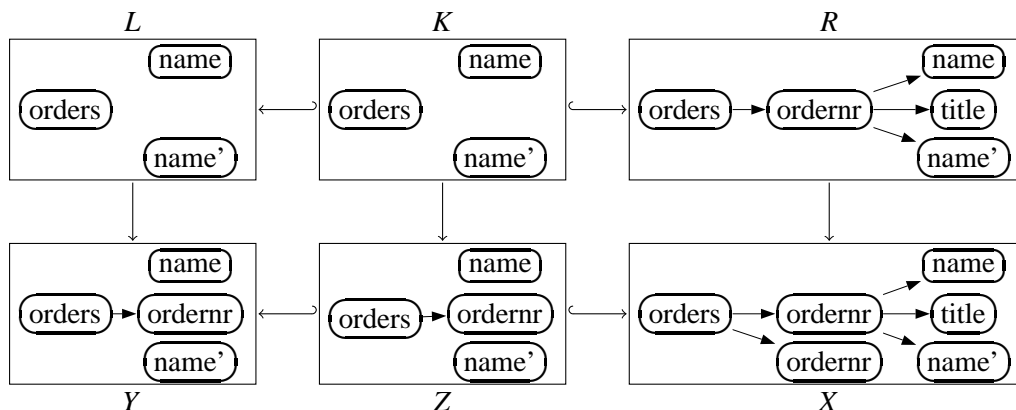 L K R
name name name
orders orders orders ordernr title
name’ name’ name’
name name name
orders ordernr orders ordernr orders ordernr title
name’ name’ ordernr name’
Y Z X